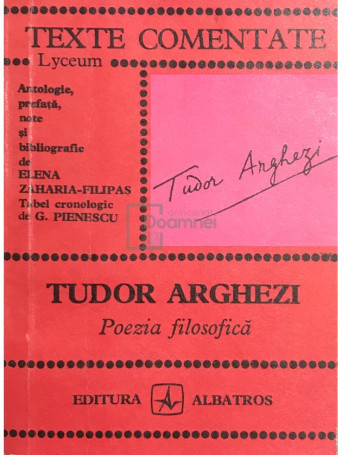 TEXTE COMENTATE
Lyceum
Antologie,
prefață,
note
și
bibliografie
de
ELENA
ZAHARIA-FILIPAS
Tabel cronologic
de G. PIENESCU
Tudor Arghezi
Doamnei
TUDOR ARGHEZI
Poezia filosofică
EDITURA ALBATROS